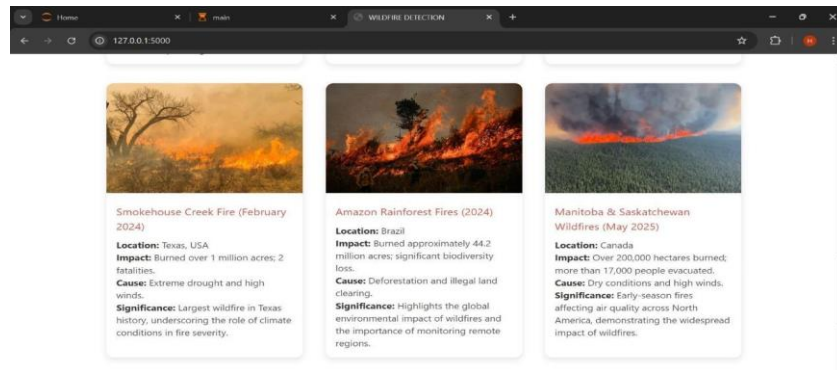 Home
main
WILDFIRE DETECTION
127.0.0.1:5000
Smokehouse Creek Fire (February
2024)
Location: Texas, USA
Impact: Burned over 1 million acres; 2
fatalities.
Cause: Extreme drought and high
winds.
Significance: Largest wildfire in Texas
history, underscoring the role of climate
conditions in fire severity.
Amazon Rainforest Fires (2024)
Location: Brazil
Impact: Burned approximately 44.2
million acres; significant biodiversity
loss.
Cause: Deforestation and illegal land
clearing.
Significance: Highlights the global
environmental impact of wildfires and
the importance of monitoring remote
regions.
Manitoba & Saskatchewan
Wildfires (May 2025)
Location: Canada
Impact: Over 200,000 hectares burned;
more than 17,000 people evacuated.
Cause: Dry conditions and high winds.
Significance: Early-season fires
affecting air quality across North
America, demonstrating the widespread
impact of wildfires.